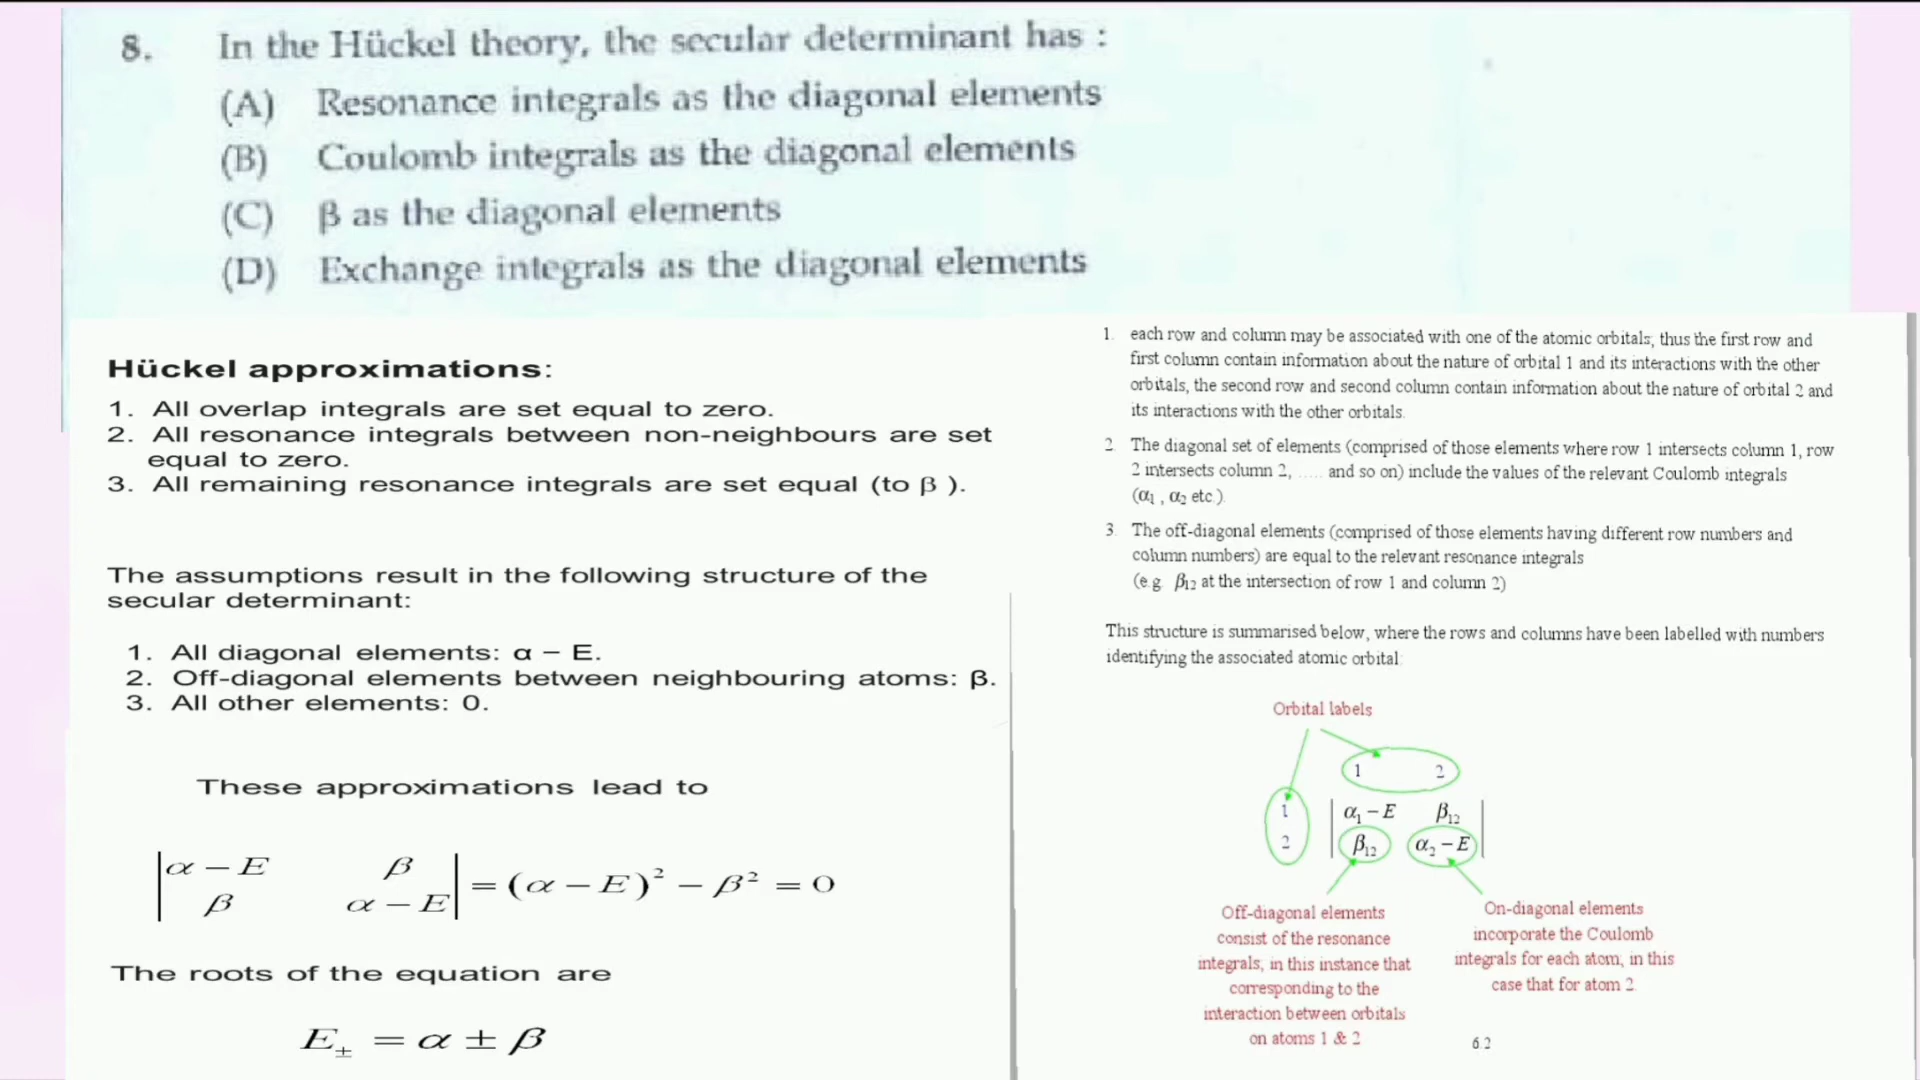 8. In the Hückel theory, the secular determinant has :
(A) Resonance integrals as the diagonal elements
(B) Coulomb integrals as the diagonal elements
(C) β as the diagonal elements
(D) Exchange integrals as the diagonal elements
Hückel approximations:
1. All overlap integrals are set equal to zero.
2. All resonance integrals between non-neighbours are set
equal to zero.
3. All remaining resonance integrals are set equal (to β ).
The assumptions result in the following structure of the
secular determinant:
1. All diagonal elements: α − E.
2. Off-diagonal elements between neighbouring atoms: β.
3. All other elements: 0.
These approximations lead to
| α − E β |
| β α − E | = (α − E)² − β² = 0
The roots of the equation are
E± = α ± β
1. each row and column may be associated with one of the atomic orbitals; thus the first row and
first column contain information about the nature of orbital 1 and its interactions with the other
orbitals, the second row and second column contain information about the nature of orbital 2 and
its interactions with the other orbitals.
2. The diagonal set of elements (comprised of those elements where row 1 intersects column 1, row
2 intersects column 2, ..... and so on) include the values of the relevant Coulomb integrals
(α₁ , α₂ etc.).
3. The off-diagonal elements (comprised of those elements having different row numbers and
column numbers) are equal to the relevant resonance integrals
(e.g. β₁₂ at the intersection of row 1 and column 2)
This structure is summarised below, where the rows and columns have been labelled with numbers
identifying the associated atomic orbital:
Orbital labels
1 2
1 | α₁ − E β₁₂ |
2 | β₁₂ α₂ − E |
Off-diagonal elements
consist of the resonance
integrals; in this instance that
corresponding to the
interaction between orbitals
on atoms 1 & 2
On-diagonal elements
incorporate the Coulomb
integrals for each atom; in this
case that for atom 2.
6.2